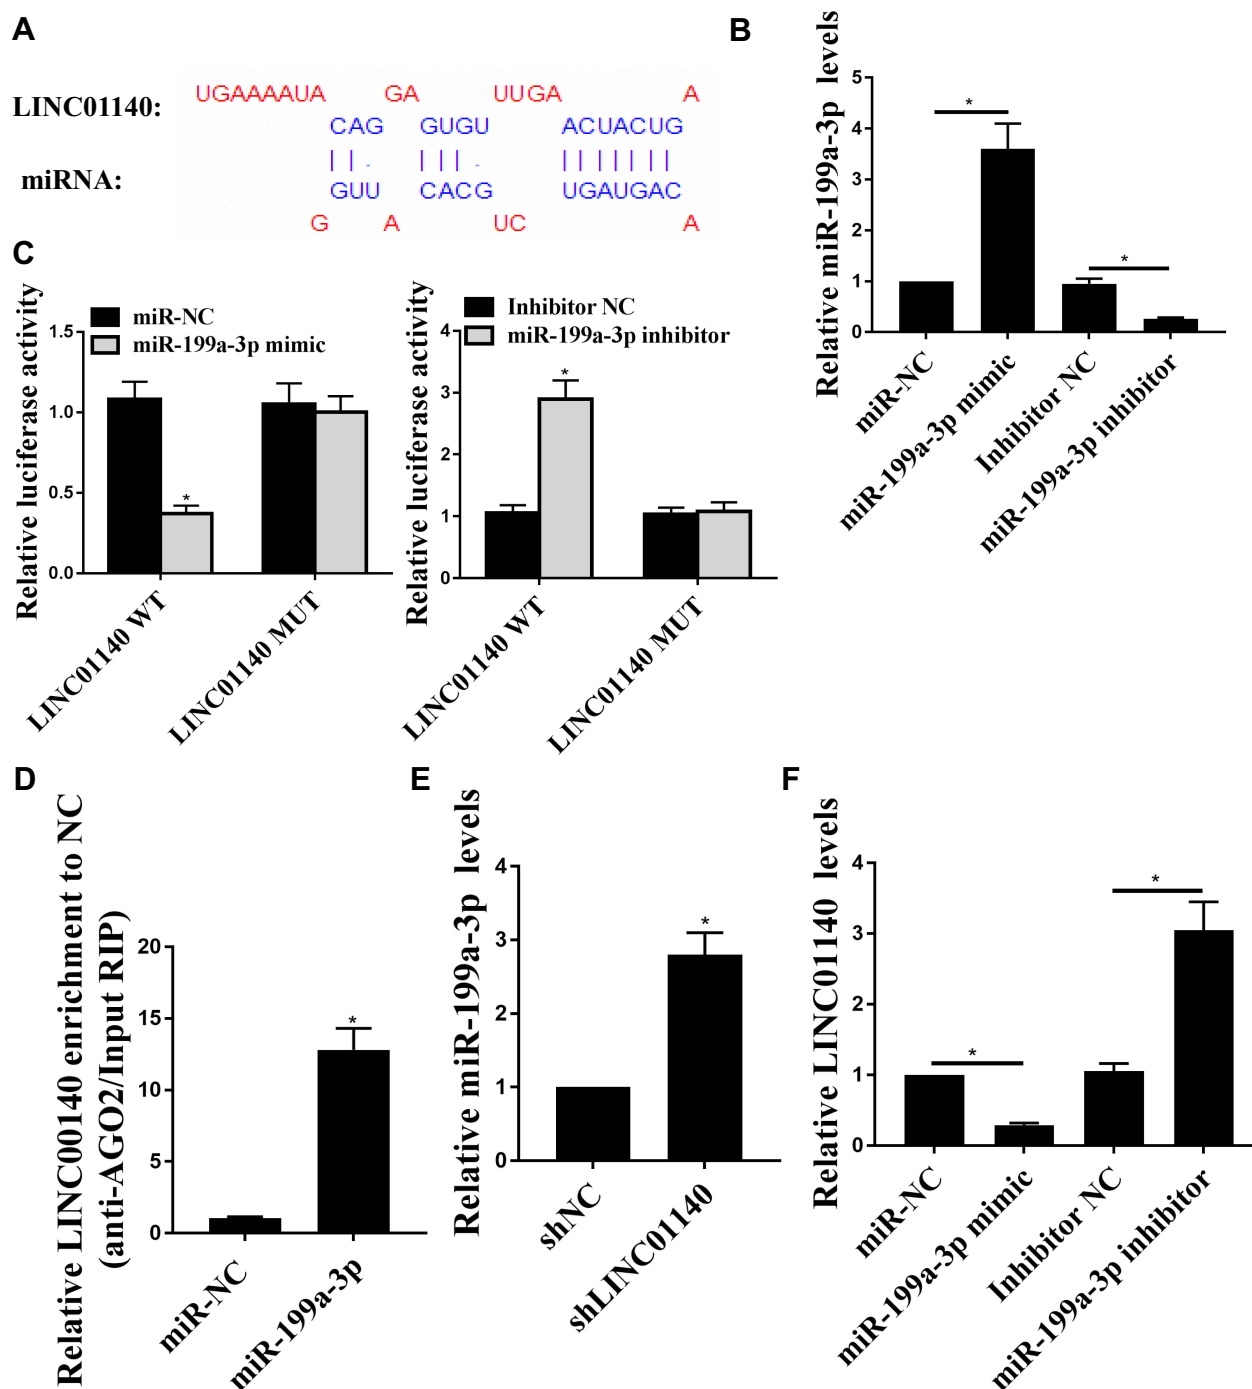 A
LINC01140:
UGAAAAUA GA UUGA A
CAG GUGU ACUACUG
miRNA:
GUU CACG UGAUGAC
G A UC A
B
Relative miR-199a-3p levels
5
4
3
2
1
0
*
*
miR-NC
miR-199a-3p mimic
Inhibitor NC
miR-199a-3p inhibitor
C
Relative luciferase activity
miR-NC
miR-199a-3p mimic
1.5
1.0
0.5
0.0
*
LINC01140 WT
LINC01140 MUT
Relative luciferase activity
Inhibitor NC
miR-199a-3p inhibitor
4
3
2
1
0
*
LINC01140 WT
LINC01140 MUT
D
Relative LINC00140 enrichment to NC
(anti-AGO2/Input RIP)
20
15
10
5
0
*
miR-NC
miR-199a-3p
E
Relative miR-199a-3p levels
4
3
2
1
0
*
shNC
shLINC01140
F
Relative LINC01140 levels
4
3
2
1
0
*
*
miR-NC
miR-199a-3p mimic
Inhibitor NC
miR-199a-3p inhibitor